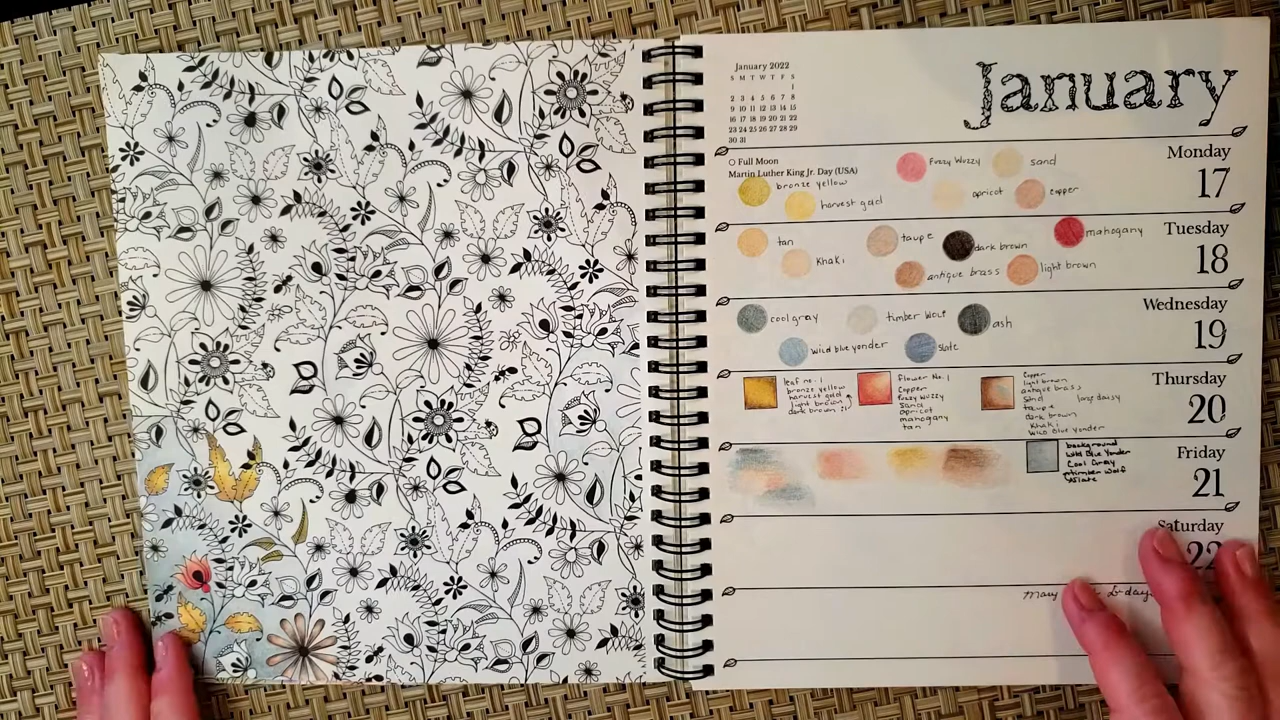 January 2022
S M T W T F S
1
2 3 4 5 6 7 8
9 10 11 12 13 14 15
16 17 18 19 20 21 22
23 24 25 26 27 28 29
30 31
January
Monday
17
Full Moon
Martin Luther King Jr. Day (USA)
Fuzzy Wuzzy
sand
bronze yellow
harvest gold
apricot
copper
Tuesday
18
tan
Khaki
taupe
dark brown
mahogany
antique brass
light brown
Wednesday
19
cool gray
timber Wolf
ash
Wild blue yonder
Slate
Thursday
20
leaf no. 1
bronze yellow
harvest gold
light brown
dark brown
Flower No. 1
Copper
fuzzy wuzzy
Sand
apricot
mahogany
tan
Copper
light brown
antique brass
Sand
taupe
dark brown
Khaki
Wild Blue yonder
large daisy
Friday
21
background
Wild Blue Yonder
Cool Gray
timber Wolf
Slate
Saturday
22
Mary